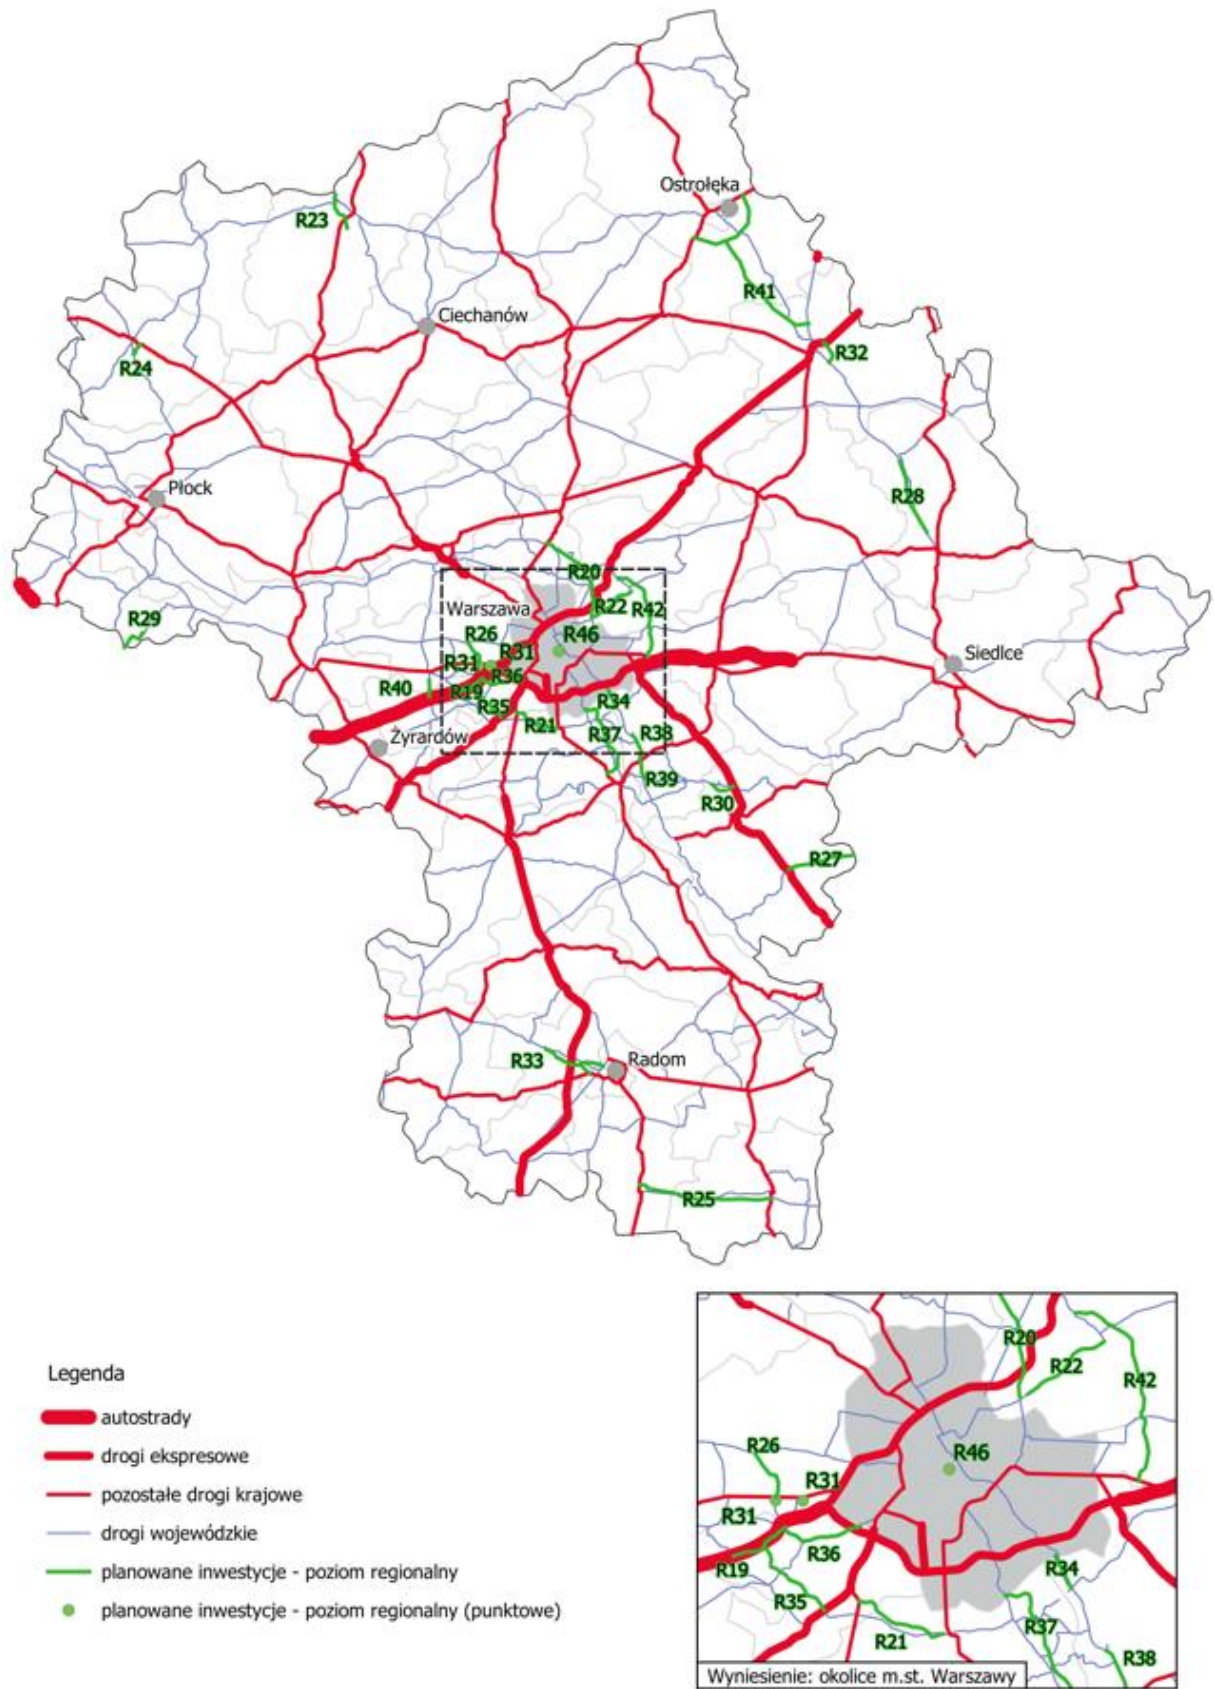 Ostrołęka
R23
R41
Ciechanów
R32
R24
Płock
R28
R20
R29
Warszawa
R22
R42
R26
R46
R31
R31
Siedlce
R40
R19
R36
R35
R34
R21
R37
R38
Żyrardów
R39
R30
R27
R33
Radom
R25
Legenda
autostrady
drogi ekspresowe
pozostałe drogi krajowe
drogi wojewódzkie
planowane inwestycje - poziom regionalny
planowane inwestycje - poziom regionalny (punktowe)
R20
R22
R42
R26
R46
R31
R31
R36
R19
R34
R35
R37
R21
R38
Wyniesienie: okolice m.st. Warszawy